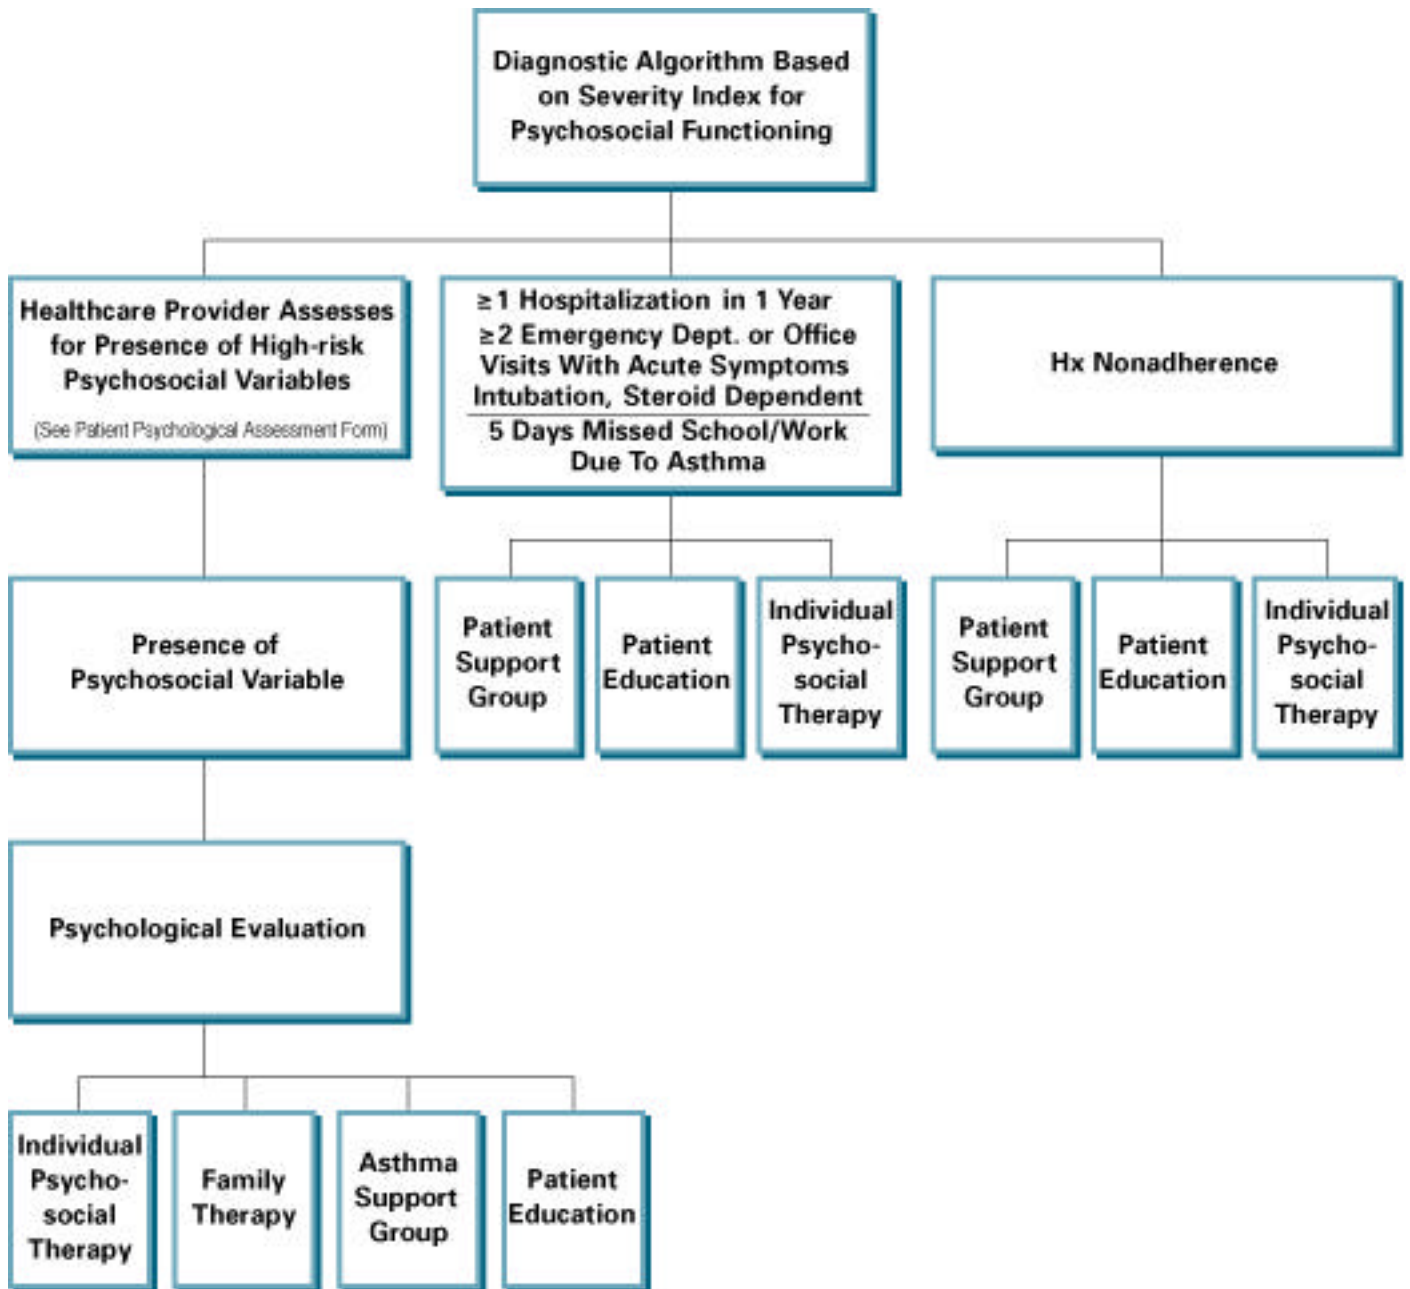 Diagnostic Algorithm Based
on Severity Index for
Psychosocial Functioning
Healthcare Provider Assesses
for Presence of High-risk
Psychosocial Variables
(See Patient Psychological Assessment Form)
≥1 Hospitalization in 1 Year
≥2 Emergency Dept. or Office
Visits With Acute Symptoms
Intubation, Steroid Dependent
5 Days Missed School/Work
Due To Asthma
Hx Nonadherence
Presence of
Psychosocial Variable
Patient
Support
Group
Patient
Education
Individual
Psycho-
social
Therapy
Patient
Support
Group
Patient
Education
Individual
Psycho-
social
Therapy
Psychological Evaluation
Individual
Psycho-
social
Therapy
Family
Therapy
Asthma
Support
Group
Patient
Education